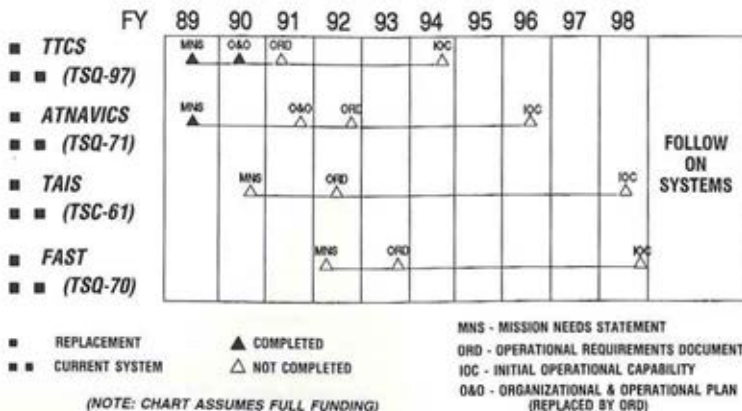 FY 89 90 91 92 93 94 95 96 97 98
TTCS MNS O&O ORD IOC
(TSQ-97)
ATNAVICS MNS O&O ORD IOC
(TSQ-71)
TAIS MNS ORD IOC
(TSC-61)
FAST MNS ORD IOC
(TSQ-70)
FOLLOW
ON
SYSTEMS
REPLACEMENT
CURRENT SYSTEM
COMPLETED
NOT COMPLETED
MNS - MISSION NEEDS STATEMENT
ORD - OPERATIONAL REQUIREMENTS DOCUMENT
IOC - INITIAL OPERATIONAL CAPABILITY
O&O - ORGANIZATIONAL & OPERATIONAL PLAN
(REPLACED BY ORD)
(NOTE: CHART ASSUMES FULL FUNDING)